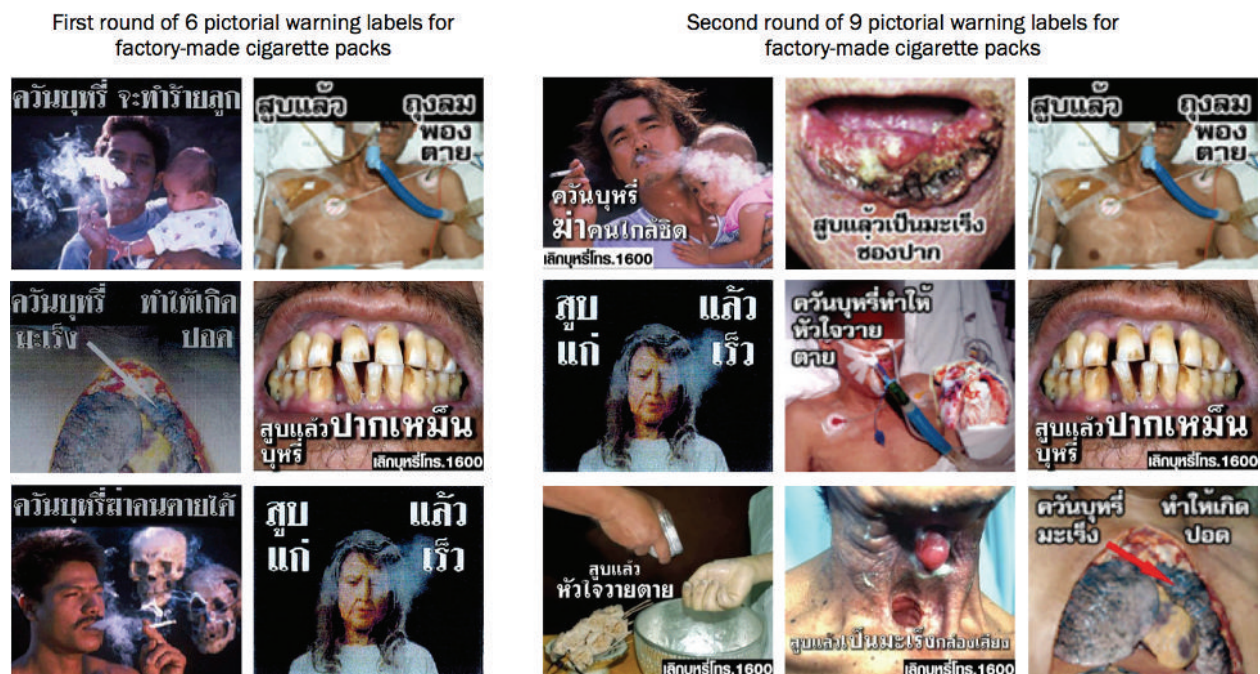 First round of 6 pictorial warning labels for
factory-made cigarette packs
Second round of 9 pictorial warning labels for
factory-made cigarette packs
ควันบุหรี่ จะทำร้ายลูก
สูบแล้ว ถุงลม
พอง
ตาย
ควันบุหรี่ ทำให้เกิด
มะเร็ง ปอด
สูบแล้วปากเหม็น
บุหรี่
เลิกบุหรี่โทร.1600
ควันบุหรี่ฆ่าคนตายได้
สูบ แล้ว
แก่ เร็ว
ควันบุหรี่
ฆ่าคนใกล้ชิด
เลิกบุหรี่โทร.1600
สูบแล้วเป็นมะเร็ง
ช่องปาก
สูบแล้ว ถุงลม
พอง
ตาย
สูบ แล้ว
แก่ เร็ว
ควันบุหรี่ทำให้
หัวใจวาย
ตาย
สูบแล้วปากเหม็น
บุหรี่
เลิกบุหรี่โทร.1600
สูบแล้ว
หัวใจวายตาย
เลิกบุหรี่โทร.1600
สูบแล้วเป็นมะเร็งกล่องเสียง
เลิกบุหรี่โทร.1600
ควันบุหรี่ ทำให้เกิด
มะเร็ง ปอด